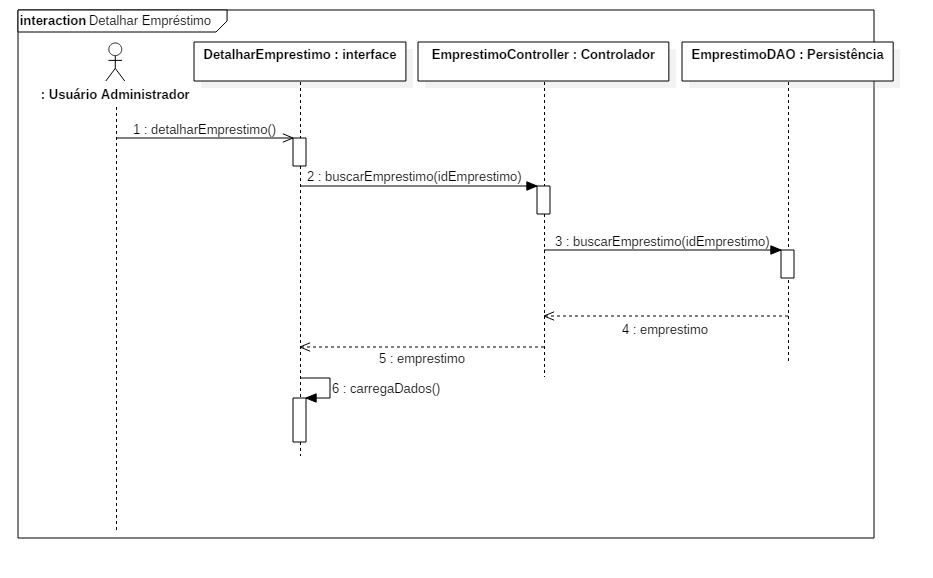 interaction Detalhar Empréstimo
DetalharEmprestimo : interface
EmprestimoController : Controlador
EmprestimoDAO : Persistência
: Usuário Administrador
1 : detalharEmprestimo()
2 : buscarEmprestimo(idEmprestimo)
3 : buscarEmprestimo(idEmprestimo)
4 : emprestimo
5 : emprestimo
6 : carregaDados()